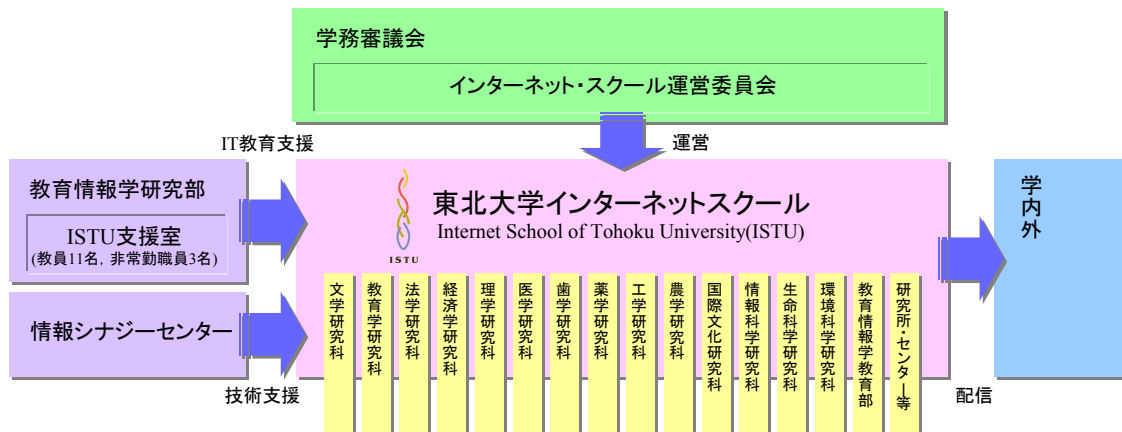 学務審議会
インターネット・スクール運営委員会
IT教育支援
運営
教育情報学研究部
ISTU支援室
(教員11名, 非常勤職員3名)
情報シナジーセンター
技術支援
ISTU
東北大学インターネットスクール
Internet School of Tohoku University(ISTU)
文学研究科
教育学研究科
法学研究科
経済学研究科
理学研究科
医学研究科
歯学研究科
薬学研究科
工学研究科
農学研究科
国際文化研究科
情報科学研究科
生命科学研究科
環境科学研究科
教育情報学教育部
研究所・センター等
配信
学内外